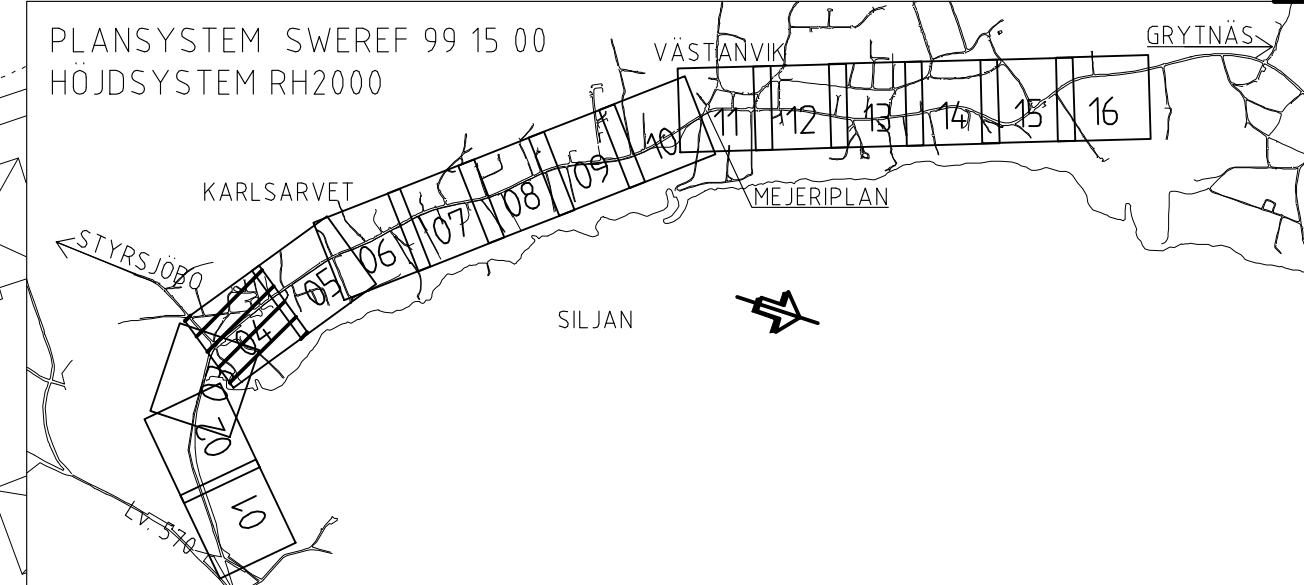 PLANSYSTEM SWEREF 99 15 00
HÖJDSYSTEM RH2000
VÄSTANVIK
GRYTNÄS
11
12
13
14
15
16
10
09
08
07
06
05
04
03
02
01
KARLSARVET
MEJERIPLAN
STYRSJÖBO
SILJAN
LV. 570